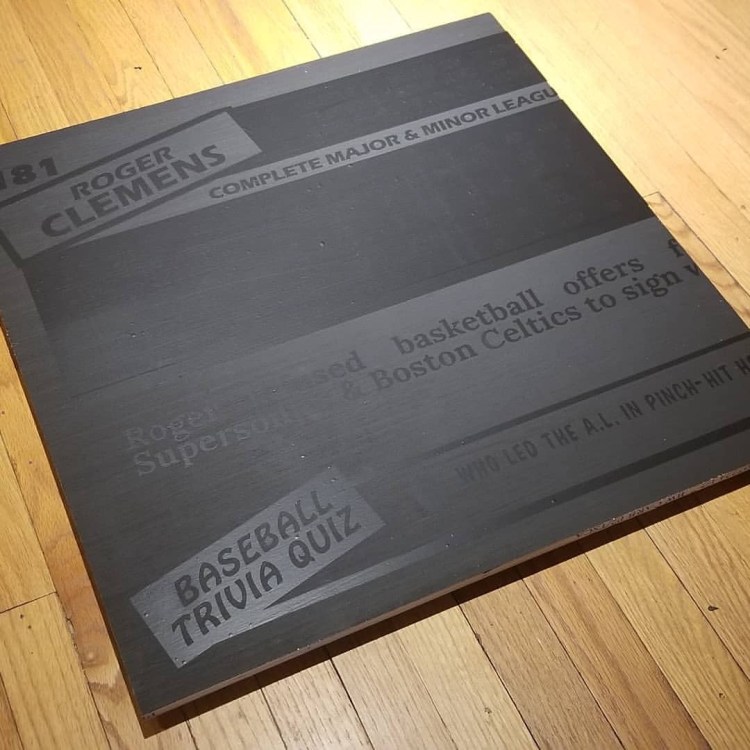 181
ROGER
CLEMENS
COMPLETE MAJOR & MINOR LEAGU
Roger basketball offers f
& Boston Celtics to sign
WHO LED THE A.L. IN PINCH-HIT H
BASEBALL
TRIVIA QUIZ